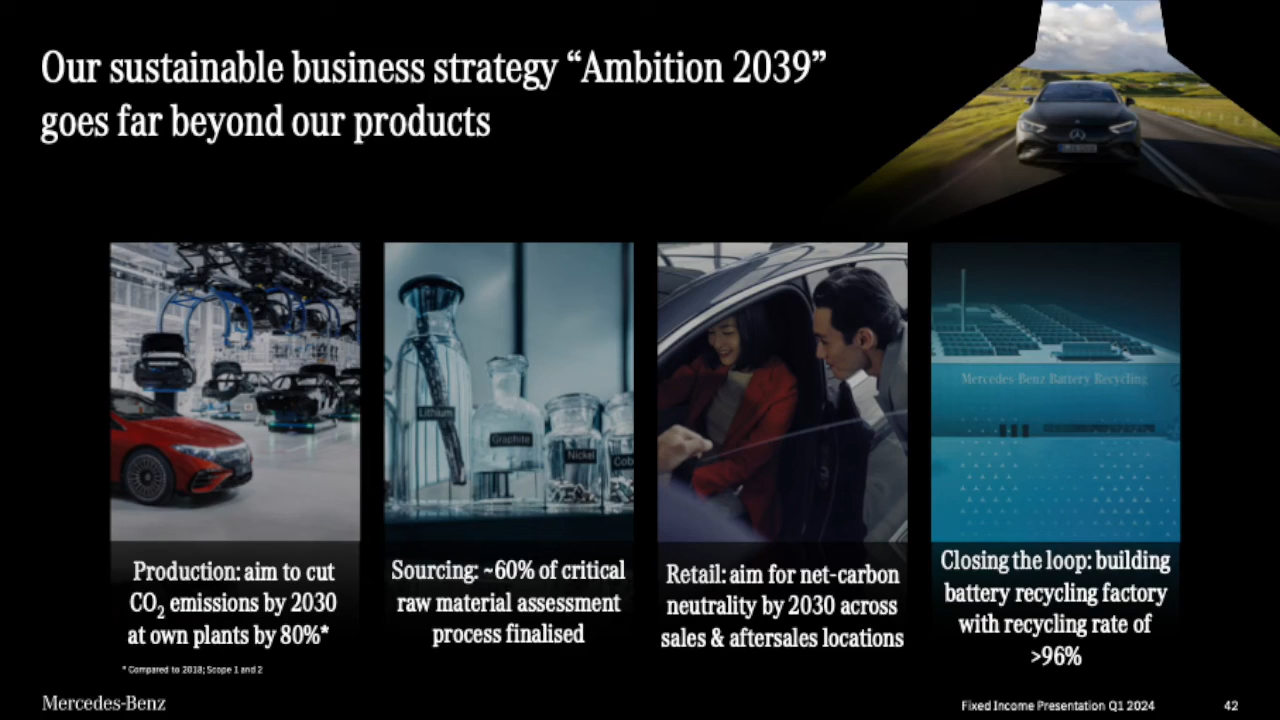 Our sustainable business strategy “Ambition 2039”
goes far beyond our products
Lithium
Graphite
Nickel
Cob
Mercedes-Benz Battery Recycling
Production: aim to cut
CO₂ emissions by 2030
at own plants by 80%*
Sourcing: ~60% of critical
raw material assessment
process finalised
Retail: aim for net-carbon
neutrality by 2030 across
sales & aftersales locations
Closing the loop: building
battery recycling factory
with recycling rate of
>96%
* Compared to 2018; Scope 1 and 2
Mercedes-Benz
Fixed Income Presentation Q1 2024
42